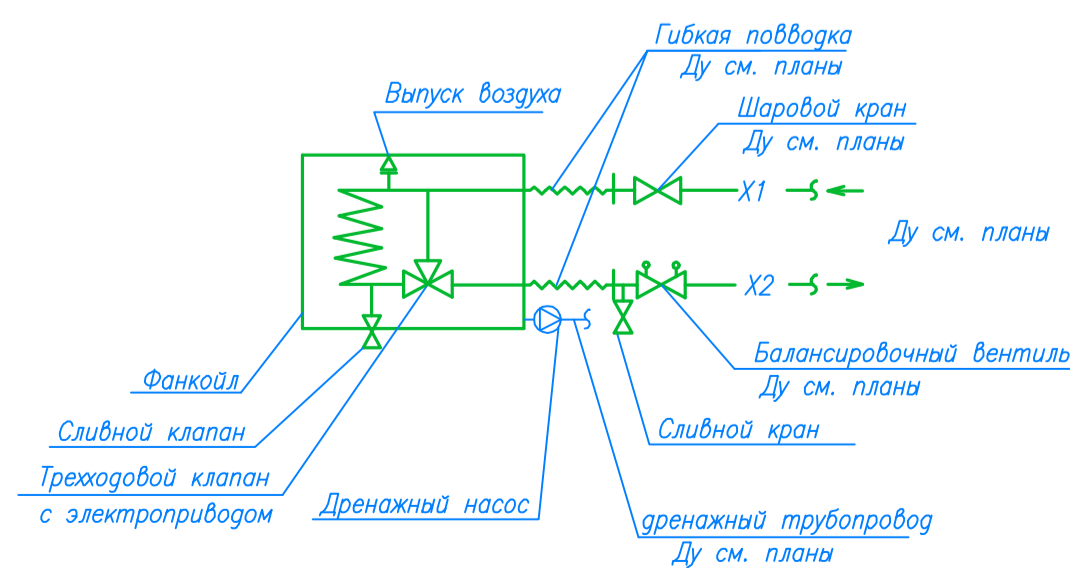 Гибкая повводка
Ду см. планы
Выпуск воздуха
Шаровой кран
Ду см. планы
X1
Ду см. планы
X2
Балансировочный вентиль
Ду см. планы
Фанкойл
Сливной клапан
Сливной кран
Трехходовой клапан
с электроприводом
Дренажный насос
дренажный трубопровод
Ду см. планы